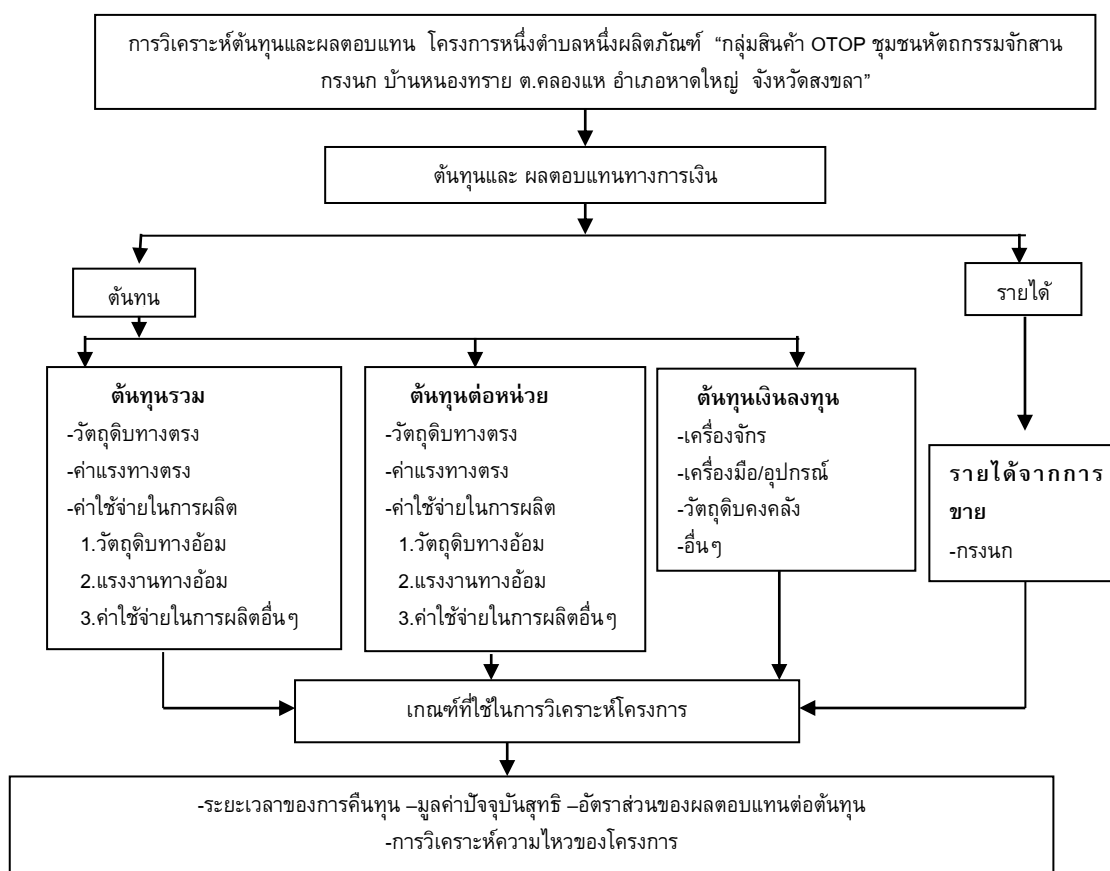 การวิเคราะห์ต้นทุนและผลตอบแทน โครงการหนึ่งตำบลหนึ่งผลิตภัณฑ์ “กลุ่มสินค้า OTOP ชุมชนหัตถกรรมจักสาน
กรงนก บ้านหนองทราย ต.คลองแห อำเภอหาดใหญ่ จังหวัดสงขลา”
ต้นทุนและ ผลตอบแทนทางการเงิน
ต้นทน
รายได้
ต้นทุนรวม
-วัตถุดิบทางตรง
-ค่าแรงทางตรง
-ค่าใช้จ่ายในการผลิต
1.วัตถุดิบทางอ้อม
2.แรงงานทางอ้อม
3.ค่าใช้จ่ายในการผลิตอื่นๆ
ต้นทุนต่อหน่วย
-วัตถุดิบทางตรง
-ค่าแรงทางตรง
-ค่าใช้จ่ายในการผลิต
1.วัตถุดิบทางอ้อม
2.แรงงานทางอ้อม
3.ค่าใช้จ่ายในการผลิตอื่นๆ
ต้นทุนเงินลงทุน
-เครื่องจักร
-เครื่องมือ/อุปกรณ์
-วัตถุดิบคงคลัง
-อื่นๆ
รายได้จากการ
ขาย
-กรงนก
เกณฑ์ที่ใช้ในการวิเคราะห์โครงการ
-ระยะเวลาของการคืนทุน –มูลค่าปัจจุบันสุทธิ –อัตราส่วนของผลตอบแทนต่อต้นทุน
-การวิเคราะห์ความไหวของโครงการ